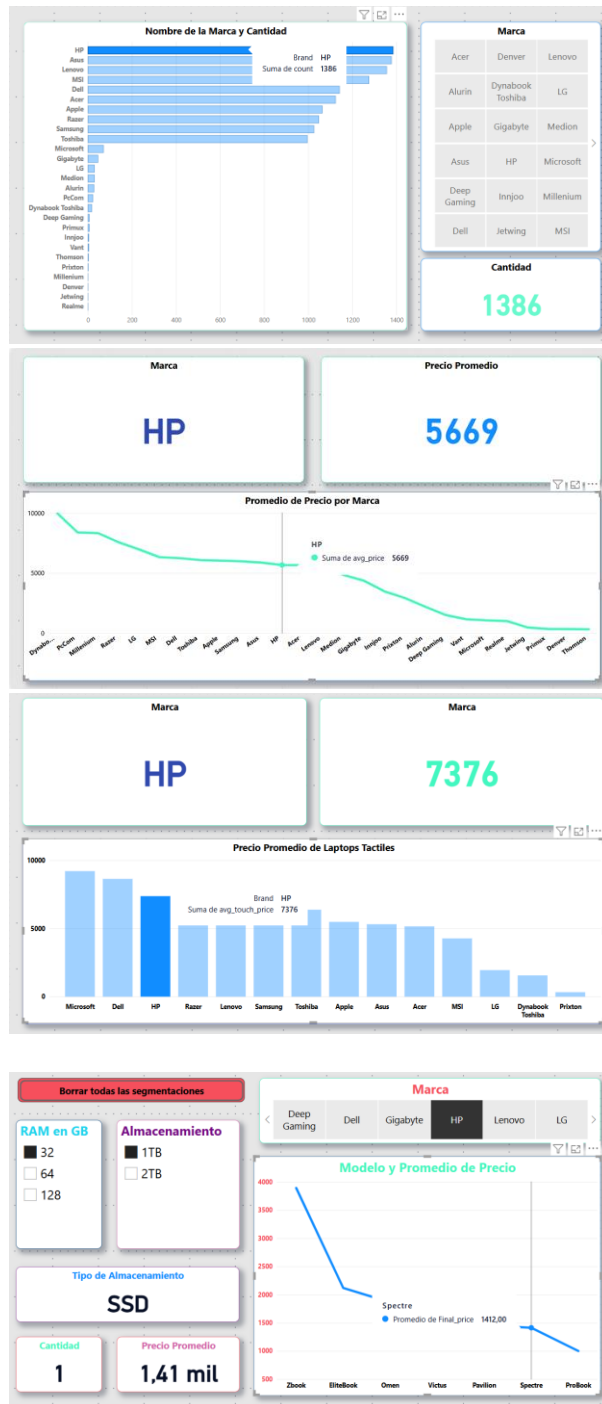 Nombre de la Marca y Cantidad
HP
Asus
Lenovo
MSI
Dell
Acer
Apple
Razer
Samsung
Toshiba
Microsoft
Gigabyte
LG
Medion
Alurin
PcCom
Dynabook Toshiba
Deep Gaming
Primux
Innjoo
Vant
Thomson
Prixton
Millenium
Denver
Jetwing
Realme
Brand HP
Suma de count 1386
0 200 400 600 800 1000 1200 1400
Marca
Acer Denver Lenovo
Alurin Dynabook Toshiba LG
Apple Gigabyte Medion
Asus HP Microsoft
Deep Gaming Innjoo Millenium
Dell Jetwing MSI
Cantidad
1386
Marca
HP
Precio Promedio
5669
Promedio de Precio por Marca
10000
5000
0
HP
Suma de avg_price 5669
Dynabo... PcCom Millenium Razer LG MSI Dell Toshiba Apple Samsung Asus HP Acer Lenovo Medion Gigabyte Innjoo Prixton Alurin Deep Gaming Vant Microsoft Realme Jetwing Primux Denver Thomson
Marca
HP
Marca
7376
Precio Promedio de Laptops Tactiles
10000
5000
0
Brand HP
Suma de avg_touch_price 7376
Microsoft Dell HP Razer Lenovo Samsung Toshiba Apple Asus Acer MSI LG Dynabook Toshiba Prixton
Borrar todas las segmentaciones
Marca
Deep Gaming Dell Gigabyte HP Lenovo LG
RAM en GB
32
64
128
Almacenamiento
1TB
2TB
Tipo de Almacenamiento
SSD
Cantidad
1
Precio Promedio
1,41 mil
Modelo y Promedio de Precio
4000
3500
3000
2500
2000
1500
1000
500
Spectre
Promedio de Final_price 1412,00
Zbook EliteBook Omen Victus Pavilion Spectre ProBook